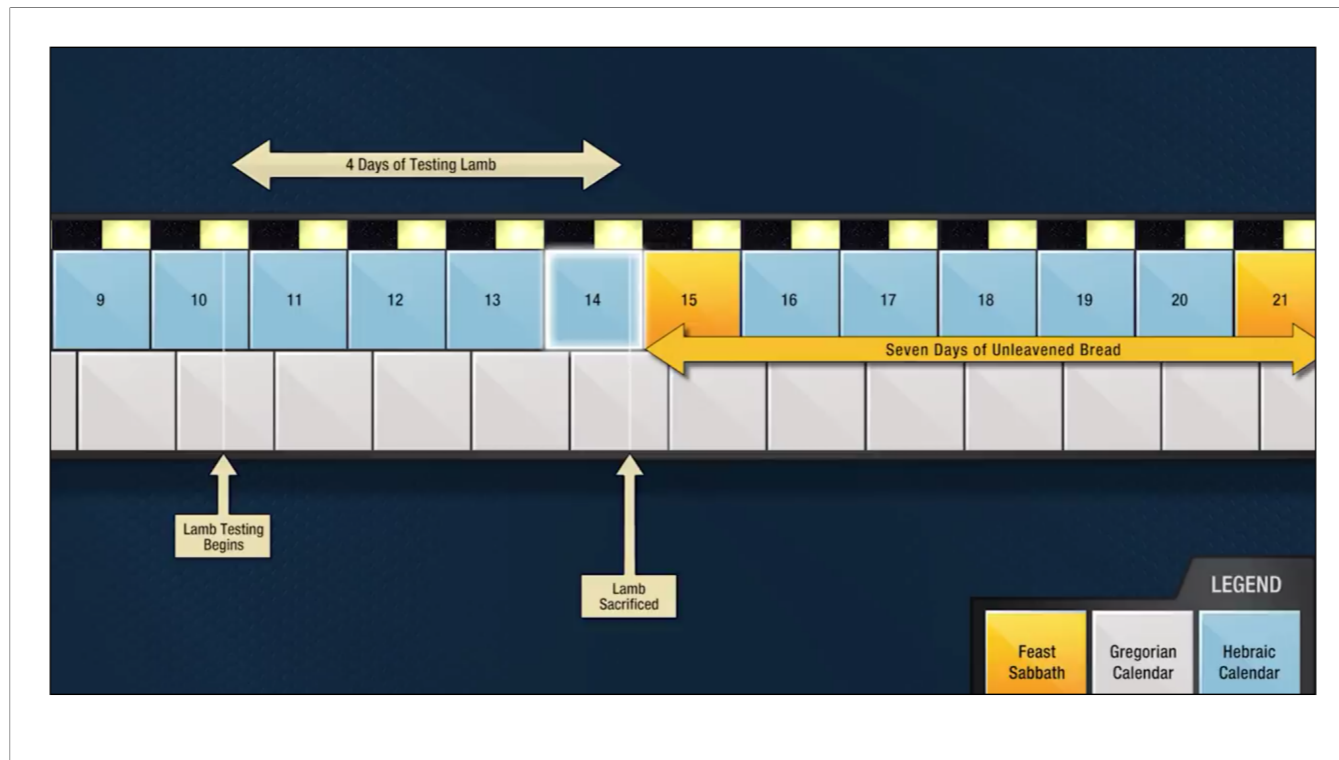 4 Days of Testing Lamb
9 10 11 12 13 14 15 16 17 18 19 20 21
Seven Days of Unleavened Bread
Lamb Testing
Begins
Lamb
Sacrificed
LEGEND
Feast
Sabbath
Gregorian
Calendar
Hebraic
Calendar